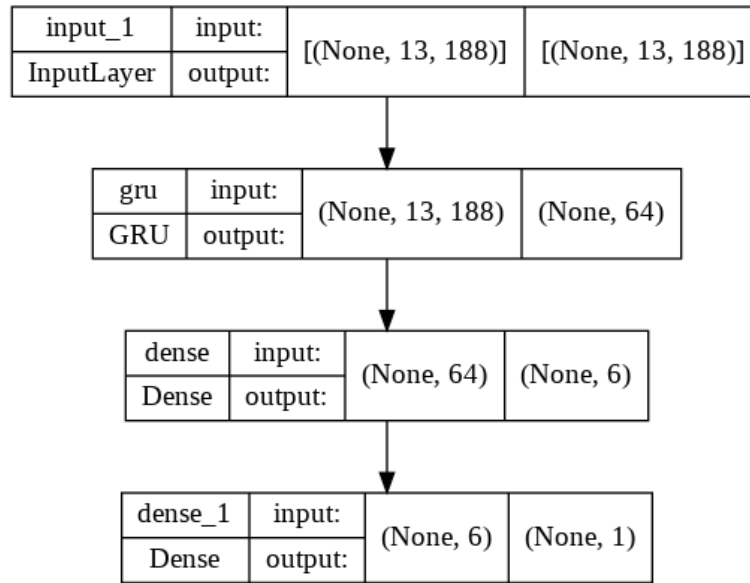 input_1 input: [(None, 13, 188)] [(None, 13, 188)]
InputLayer output:
gru input: (None, 13, 188) (None, 64)
GRU output:
dense input: (None, 64) (None, 6)
Dense output:
dense_1 input: (None, 6) (None, 1)
Dense output: